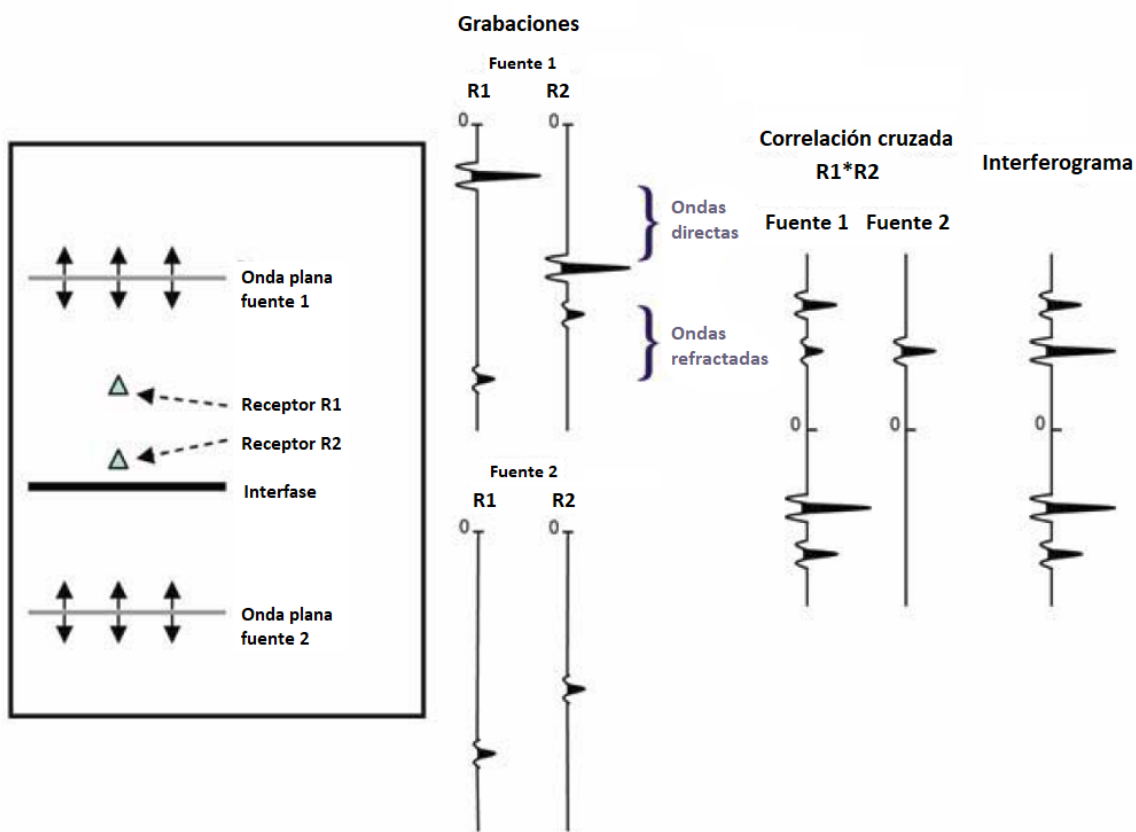 Grabaciones
Fuente 1
R1 R2
0 0
Ondas
directas
Ondas
refractadas
Onda plana
fuente 1
Receptor R1
Receptor R2
Interfase
Onda plana
fuente 2
Fuente 2
R1 R2
0 0
Correlación cruzada
R1*R2
Fuente 1 Fuente 2
0 0
Interferograma
0